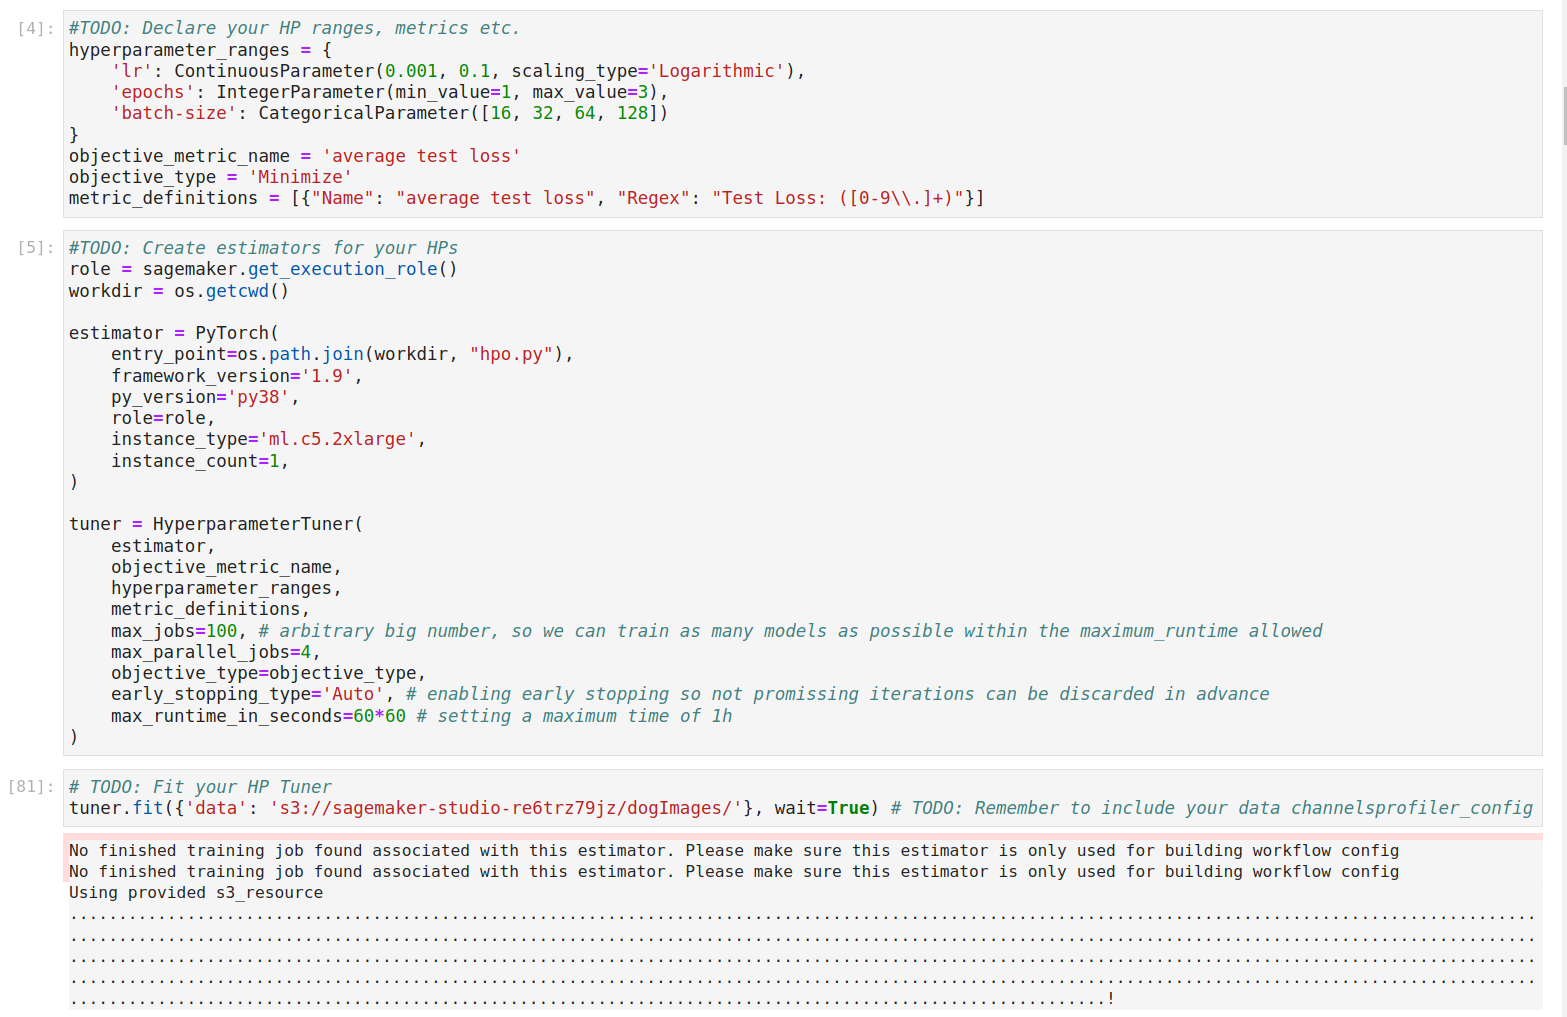 [4]: #TODO: Declare your HP ranges, metrics etc.
hyperparameter_ranges = {
    'lr': ContinuousParameter(0.001, 0.1, scaling_type='Logarithmic'),
    'epochs': IntegerParameter(min_value=1, max_value=3),
    'batch-size': CategoricalParameter([16, 32, 64, 128])
}
objective_metric_name = 'average test loss'
objective_type = 'Minimize'
metric_definitions = [{"Name": "average test loss", "Regex": "Test Loss: ([0-9\\.]+)"}]
[5]: #TODO: Create estimators for your HPs
role = sagemaker.get_execution_role()
workdir = os.getcwd()
estimator = PyTorch(
    entry_point=os.path.join(workdir, "hpo.py"),
    framework_version='1.9',
    py_version='py38',
    role=role,
    instance_type='ml.c5.2xlarge',
    instance_count=1,
)
tuner = HyperparameterTuner(
    estimator,
    objective_metric_name,
    hyperparameter_ranges,
    metric_definitions,
    max_jobs=100, # arbitrary big number, so we can train as many models as possible within the maximum_runtime allowed
    max_parallel_jobs=4,
    objective_type=objective_type,
    early_stopping_type='Auto', # enabling early stopping so not promissing iterations can be discarded in advance
    max_runtime_in_seconds=60*60 # setting a maximum time of 1h
)
[81]: # TODO: Fit your HP Tuner
tuner.fit({'data': 's3://sagemaker-studio-re6trz79jz/dogImages/'}, wait=True) # TODO: Remember to include your data channelsprofiler_config
No finished training job found associated with this estimator. Please make sure this estimator is only used for building workflow config
No finished training job found associated with this estimator. Please make sure this estimator is only used for building workflow config
Using provided s3_resource
......................................................................................................................................................
......................................................................................................................................................
......................................................................................................................................................
......................................................................................................................................................
..........................................................................................................!